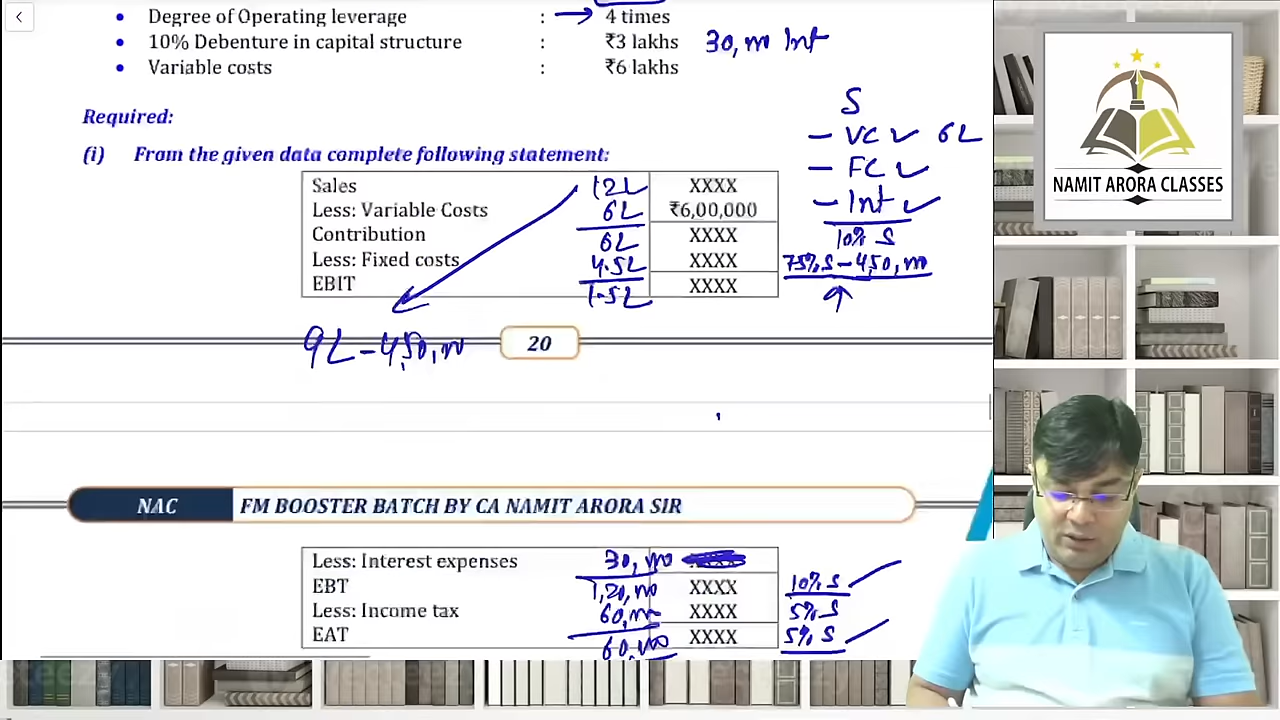 • Degree of Operating leverage : → 4 times
• 10% Debenture in capital structure : ₹3 lakhs 30,000 Int
• Variable costs : ₹6 lakhs
Required:
S
– VC ✓ 6L
– FC ✓
– Int ✓
10% S
(i) From the given data complete following statement:
Sales 12L XXXX
Less: Variable Costs 6L ₹6,00,000
Contribution 6L XXXX
Less: Fixed costs 4.5L XXXX 75% S – 4,50,000
EBIT 1.5L XXXX
9L – 4,50,000
20
NAC FM BOOSTER BATCH BY CA NAMIT ARORA SIR
Less: Interest expenses 30,000
EBT 1,20,000 XXXX 10% S
Less: Income tax 60,000 XXXX 5% S
EAT 60,000 XXXX 5% S
NAMIT ARORA CLASSES